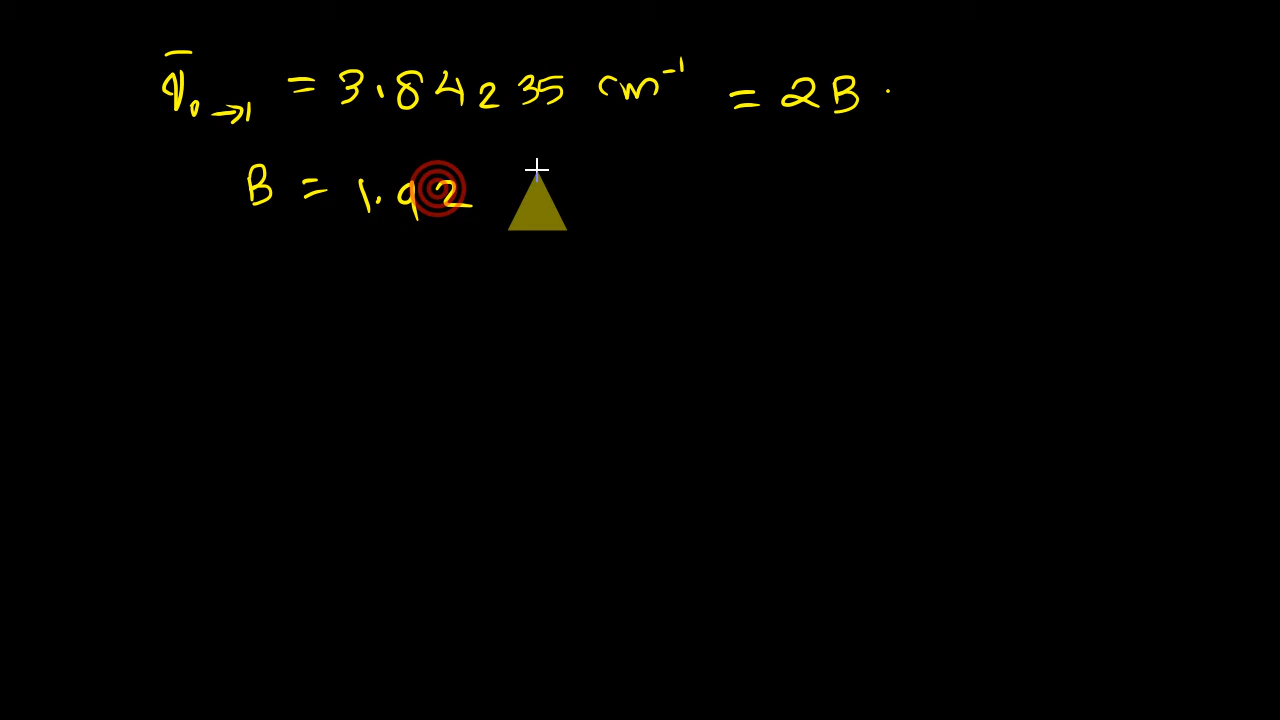 ν̄₀→₁ = 3.84235 cm⁻¹ = 2B.
B = 1.92